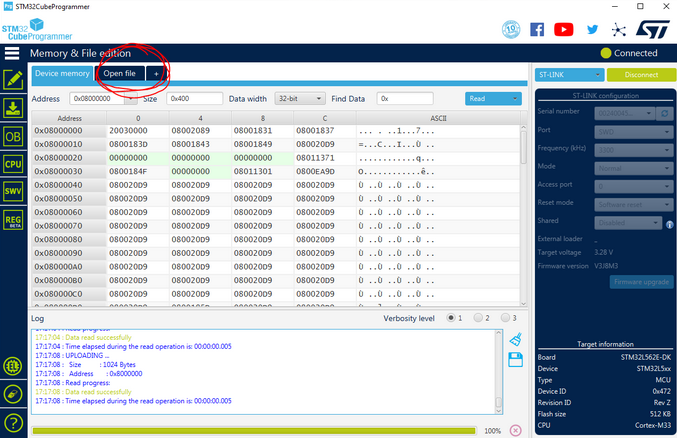 STM32CubeProgrammer
STM32
CubeProgrammer
Memory & File edition
Connected
Device memory
Open file
+
Address
0x08000000
Size
0x400
Data width
32-bit
Find Data
0x
Read
Address 0 4 8 C ASCII
0x08000000 20030000 08002089 08001831 08001837
0x08000010 0800183D 08001843 08001849 080020D9
0x08000020 00000000 00000000 00000000 08011371
0x08000030 0800184F 00000000 08011301 0800EA9D
0x08000040 080020D9 080020D9 080020D9 080020D9
0x08000050 080020D9 080020D9 080020D9 080020D9
0x08000060 080020D9 080020D9 080020D9 080020D9
0x08000070 080020D9 080020D9 080020D9 080020D9
0x08000080 080020D9 080020D9 080020D9 080020D9
0x08000090 080020D9 080020D9 080020D9 080020D9
0x080000A0 080020D9 080020D9 080020D9 080020D9
0x080000B0 080020D9 080020D9 080020D9 080020D9
0x080000C0 080020D9 080020D9 080020D9 080020D9
Log
Verbosity level 1 2 3
17:17:04 : Read progress:
17:17:04 : Data read successfully
17:17:04 : Time elapsed during the read operation is: 00:00:00.005
17:17:08 : UPLOADING ...
17:17:08 : Size : 1024 Bytes
17:17:08 : Address : 0x8000000
17:17:08 : Read progress:
17:17:08 : Data read successfully
17:17:08 : Time elapsed during the read operation is: 00:00:00.005
100%
OB
CPU
SWV
REG
BETA
ST-LINK
Disconnect
ST-LINK configuration
Serial number
Port SWD
Frequency (kHz)
Mode Normal
Access port 0
Reset mode Software reset
Shared Disabled
External loader _
Target voltage 3.28 V
Firmware version V3J8M3
Firmware upgrade
Target information
Board STM32L562E-DK
Device STM32L5xx
Type MCU
Device ID 0x472
Revision ID Rev Z
Flash size 512 KB
CPU Cortex-M33